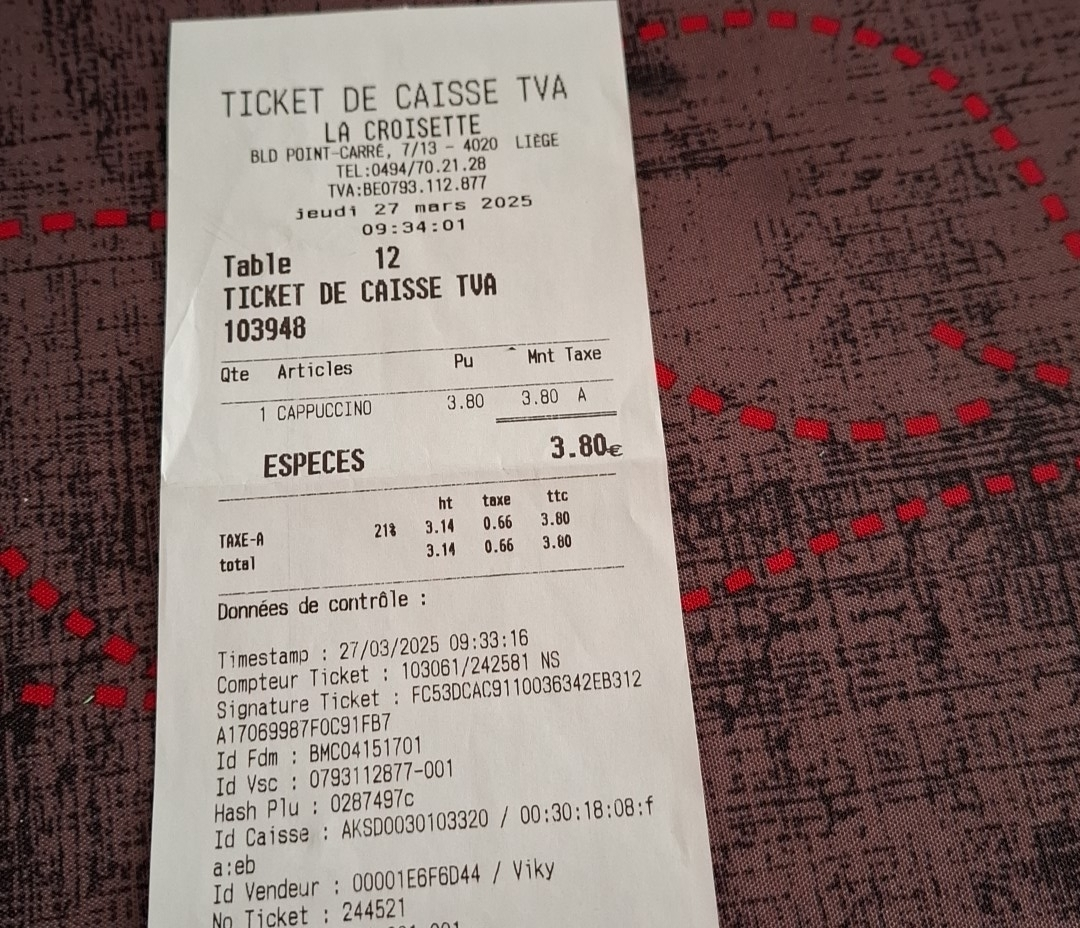 TICKET DE CAISSE TVA
LA CROISETTE
BLD POINT-CARRÉ, 7/13 - 4020 LIÈGE
TEL:0494/70.21.28
TVA:BE0793.112.877
jeudi 27 mars 2025
09:34:01
Table 12
TICKET DE CAISSE TVA
103948
Qte Articles Pu Mnt Taxe
1 CAPPUCCINO 3.80 3.80 A
ESPECES 3.80€
ht taxe ttc
TAXE-A 21% 3.14 0.66 3.80
total 3.14 0.66 3.80
Données de contrôle :
Timestamp : 27/03/2025 09:33:16
Compteur Ticket : 103061/242581 NS
Signature Ticket : FC53DCAC9110036342EB312
A17069987F0C91FB7
Id Fdm : BMC04151701
Id Vsc : 0793112877-001
Hash Plu : 0287497c
Id Caisse : AKSD0030103320 / 00:30:18:08:f
a:eb
Id Vendeur : 00001E6F6D44 / Viky
No Ticket : 244521